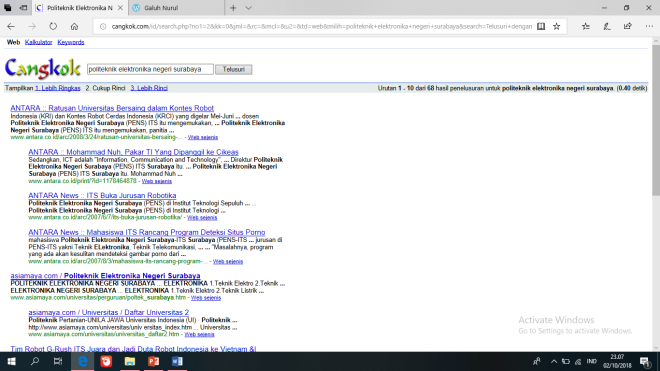 Politeknik Elektronika N
Galuh Nurul
cangkok.com/id/search.php?no1=2&kk=0&gml=&rc=&mcf=&u2=&tid=web&milih=politeknik+elektronika+negeri+surabaya&search=Telusuri+dengan
Web Kalkulator Keywords
Cangkok politeknik elektronika negeri surabaya Telusuri
Tampilkan 1. Lebih Ringkas 2. Cukup Rinci 3. Lebih Rinci Urutan 1 - 10 dari 68 hasil penelusuran untuk politeknik elektronika negeri surabaya. (0.40 detik)
ANTARA :: Ratusan Universitas Bersaing dalam Kontes Robot
Indonesia (KRI) dan Kontes Robot Cerdas Indonesia (KRCI) yang digelar Mei-Juni ... dosen
Politeknik Elektronika Negeri Surabaya (PENS) ITS itu mengemukakan, ... Politeknik Elektronika
Negeri Surabaya (PENS) ITS itu mengemukakan, panitia ...
www.antara.co.id/arc/2008/3/24/ratusan-universitas-bersaing-... - Web sejenis
ANTARA :: Mohammad Nuh, Pakar TI Yang Dipanggil ke Cikeas
Sedangkan, ICT adalah "Information, Communication and Technology", ... Direktur Politeknik
Elektronika Negeri Surabaya (PENS) ITS Surabaya itu. ... Politeknik Elektronika Negeri
Surabaya (PENS) ITS Surabaya itu. Mohammad Nuh ...
www.antara.co.id/print/?id=1178464878 - Web sejenis
ANTARA News :: ITS Buka Jurusan Robotika
Politeknik Elektronika Negeri Surabaya (PENS) di Institut Teknologi Sepuluh ... ...
Politeknik Elektronika Negeri Surabaya (PENS) di Institut Teknologi ...
www.antara.co.id/arc/2007/6/7/its-buka-jurusan-robotika/ - Web sejenis
ANTARA News :: Mahasiswa ITS Rancang Program Deteksi Situs Porno
mahasiswa Politeknik Elektronika Negeri Surabaya-ITS Surabaya (PENS-ITS ... jurusan di
PENS-ITS yakni Teknik ELektronika. Teknik Telekomunikasi, ... ... "Masalahnya, program
yang ada akan kesulitan mendeteksi gambar porno dari ...
www.antara.co.id/arc/2007/8/3/mahasiswa-its-rancang-program-... - Web sejenis
asiamaya.com / Politeknik Elektronika Negeri Surabaya
POLITEKNIK ELEKTRONIKA NEGERI SURABAYA ... ELEKTRONIKA 1.Teknik Elektro 2.Teknik ...
ELEKTRONIKA NEGERI SURABAYA ... ELEKTRONIKA 1.Teknik Elektro 2.Teknik Listrik ...
www.asiamaya.com/universitas/perguruan/poltek_surabaya.htm - Web sejenis
asiamaya.com / Universitas / Daftar Universitas 2
Politeknik Pertanian-UNILA JAWA Universitas Indonesia (UI) · Politeknik ...
http://www.asiamaya.com/universitas/univ ersitas_index.htm ... Universitas ...
www.asiamaya.com/universitas/universitas_daftar2.htm - Web sejenis
Tim Robot G-Rush ITS Juara dan Jadi Duta Robot Indonesia ke Vietnam &l
Activate Windows
Go to Settings to activate Windows.
IND
23.07
02/10/2018